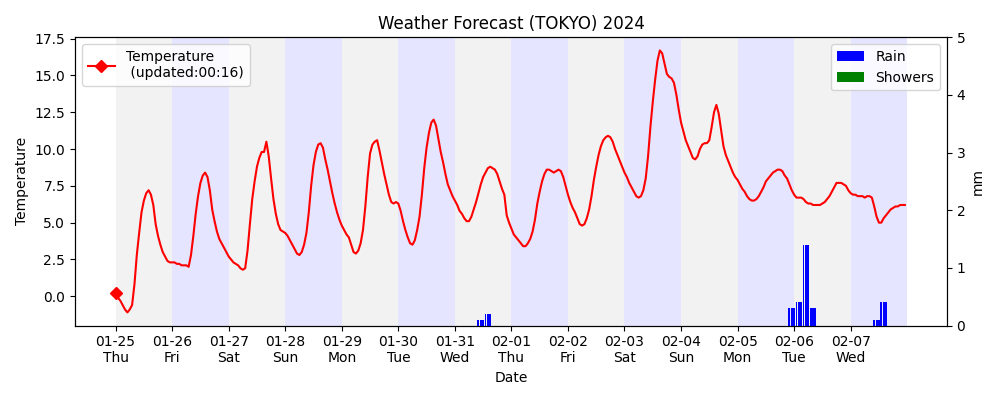 Weather Forecast (TOKYO) 2024
Temperature
(updated:00:16)
Rain
Showers
17.5
15.0
12.5
10.0
7.5
5.0
2.5
0.0
Temperature
5
4
3
2
1
0
mm
01-25 01-26 01-27 01-28 01-29 01-30 01-31 02-01 02-02 02-03 02-04 02-05 02-06 02-07
Thu Fri Sat Sun Mon Tue Wed Thu Fri Sat Sun Mon Tue Wed
Date